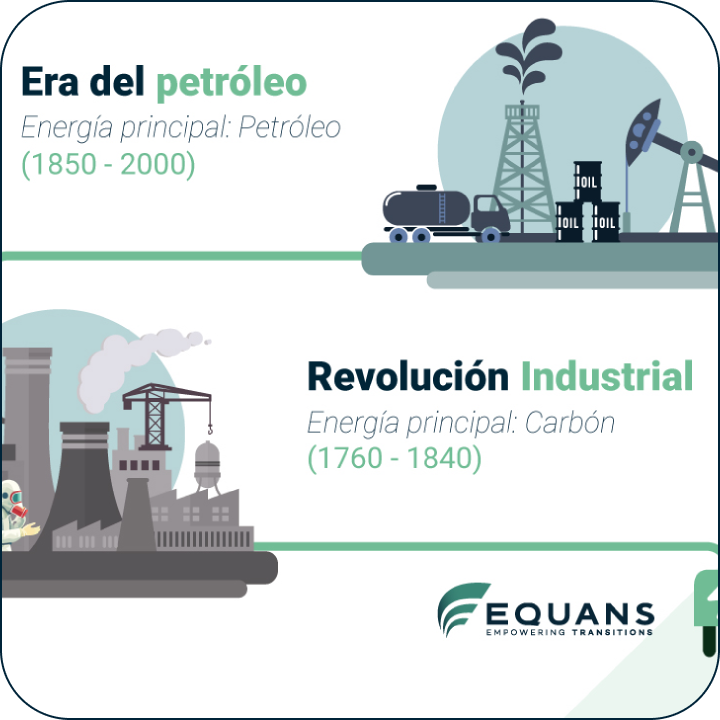 Era del petróleo
Energía principal: Petróleo
(1850 - 2000)
OIL
OIL
OIL
Revolución Industrial
Energía principal: Carbón
(1760 - 1840)
EQUANS
EMPOWERING TRANSITIONS